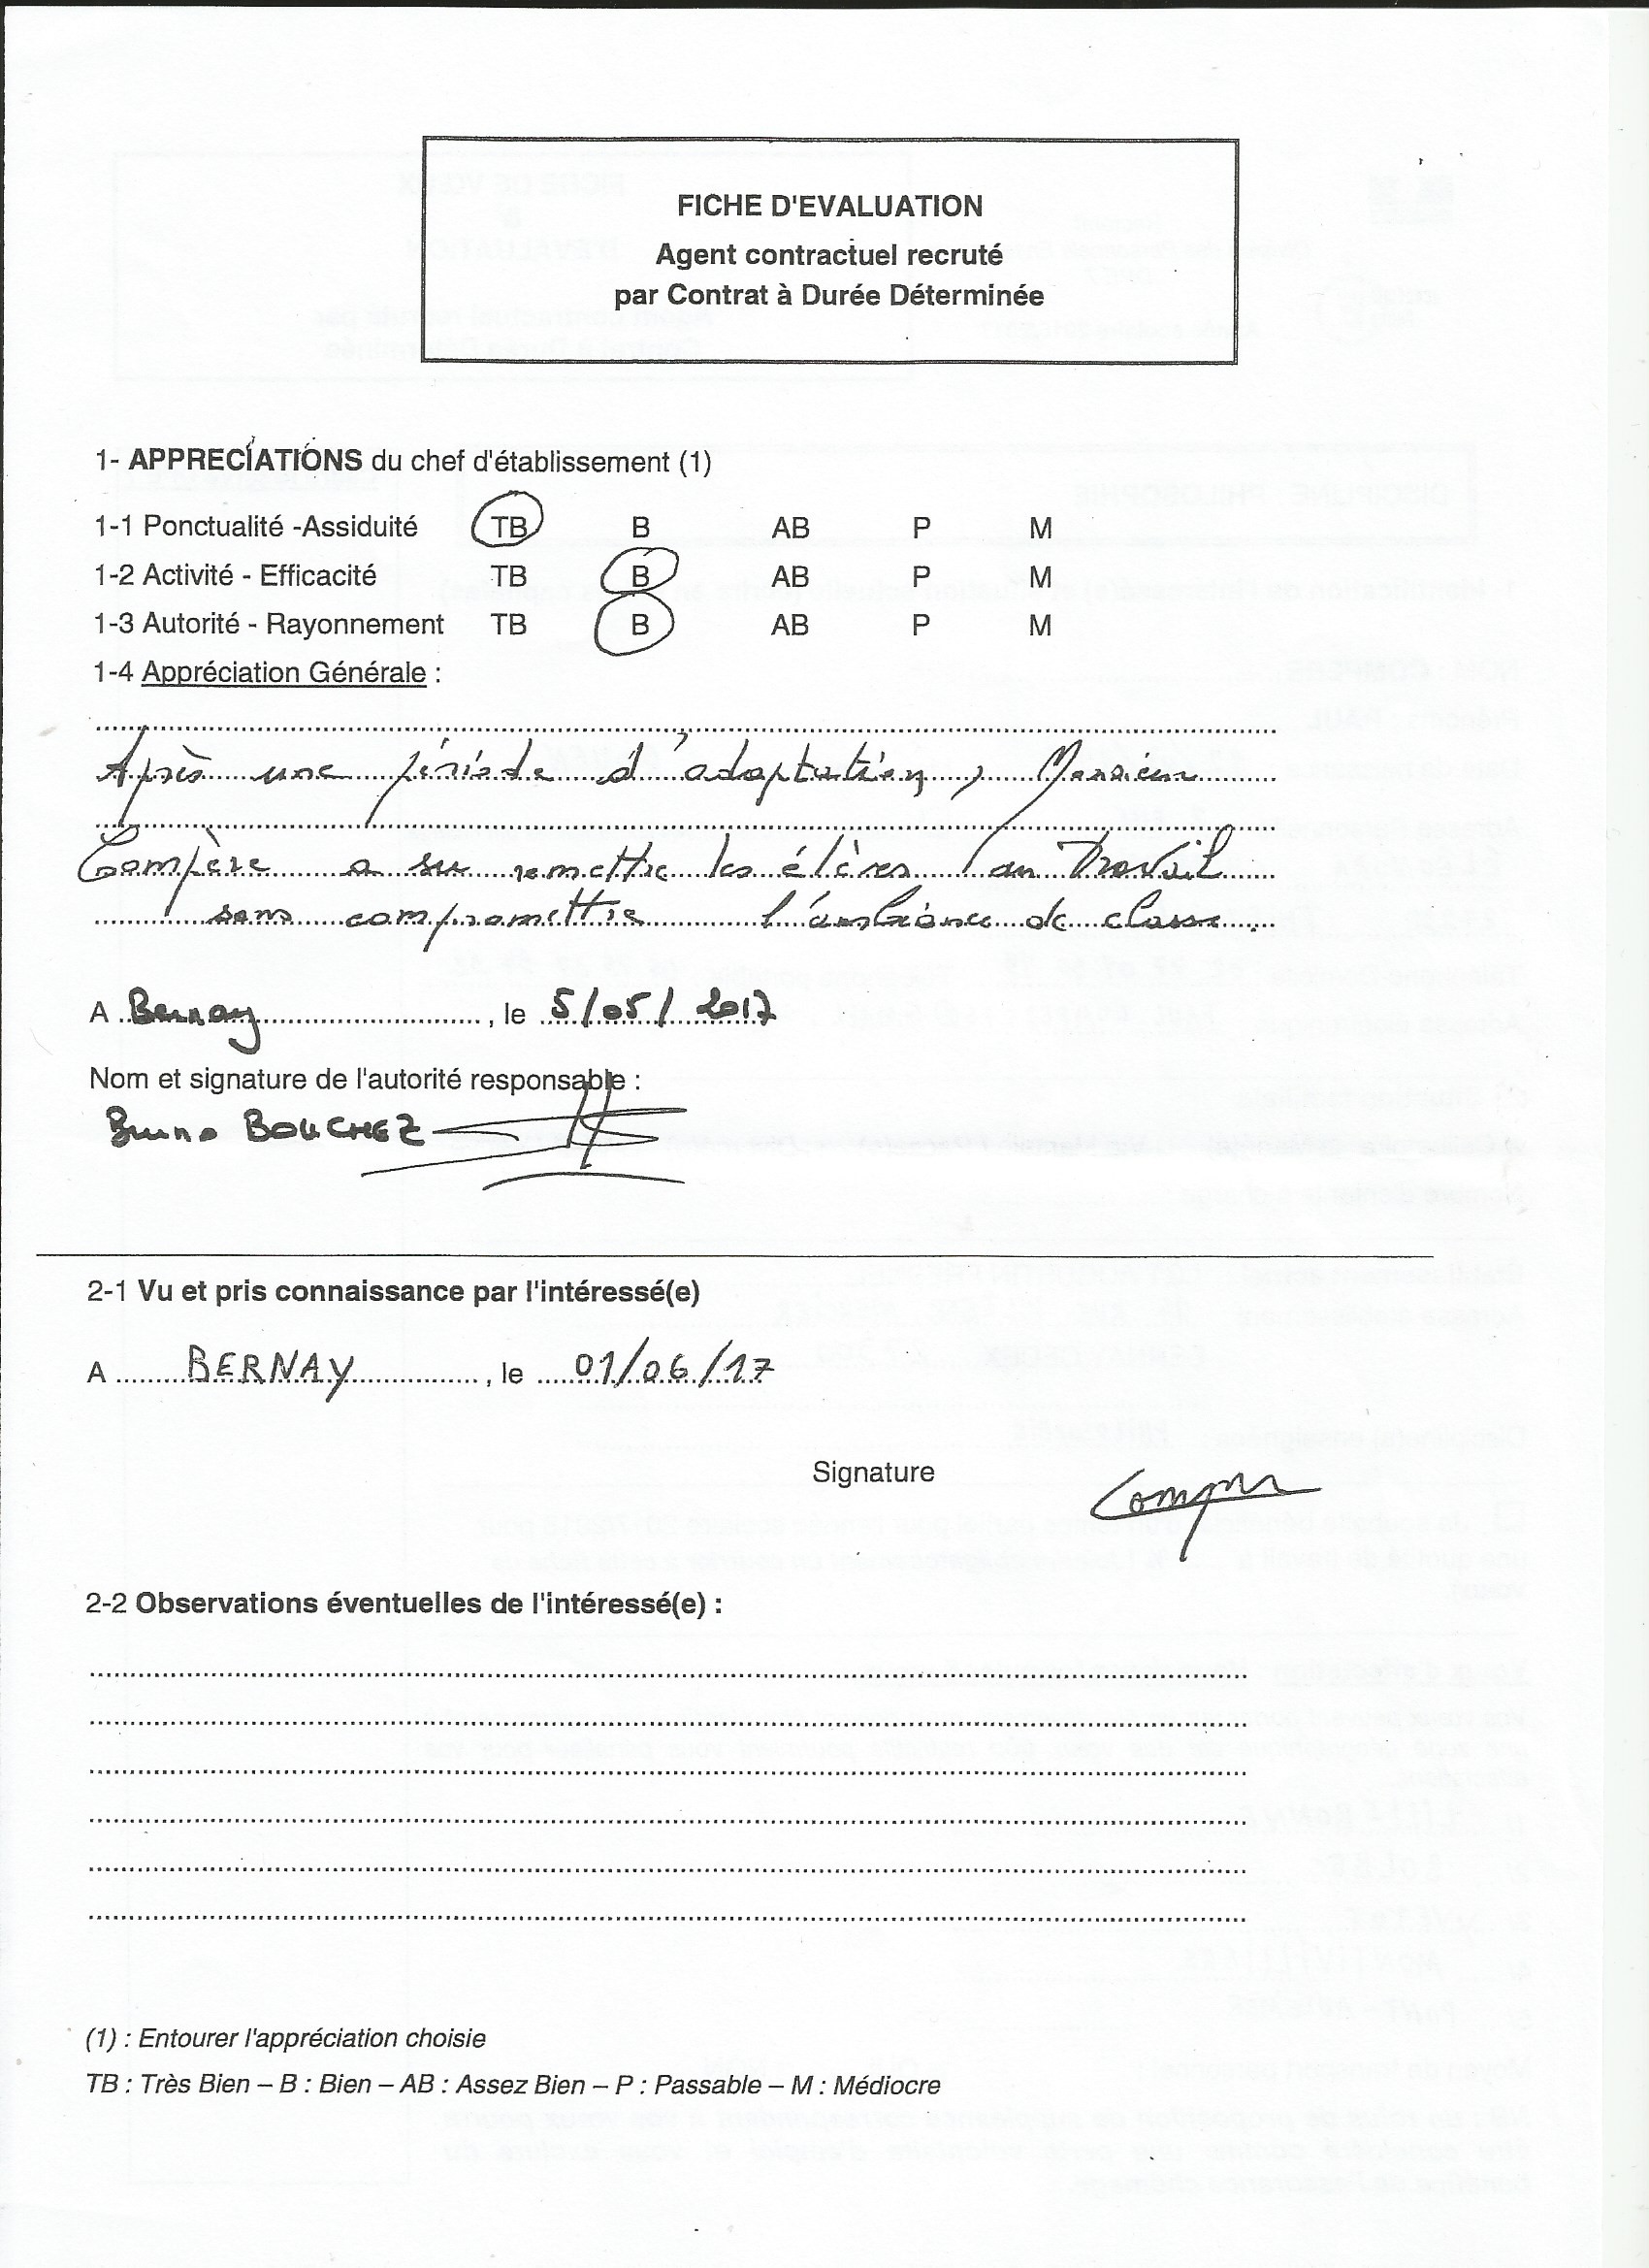 FICHE D'EVALUATION
Agent contractuel recruté
par Contrat à Durée Déterminée
1- APPRECIATIONS du chef d'établissement (1)
1-1 Ponctualité -Assiduité TB B AB P M
1-2 Activité - Efficacité TB B AB P M
1-3 Autorité - Rayonnement TB B AB P M
1-4 Appréciation Générale :
Après une période d'adaptation, Monsieur
Compère a su remettre les élèves au travail
sans compromettre l'ambiance de classe.
A Bernay, le 5/05/2017
Nom et signature de l'autorité responsable :
Bruno BOUCHEZ
2-1 Vu et pris connaissance par l'intéressé(e)
A BERNAY, le 01/06/17
Signature
2-2 Observations éventuelles de l'intéressé(e) :
(1) : Entourer l'appréciation choisie
TB : Très Bien – B : Bien – AB : Assez Bien – P : Passable – M : Médiocre